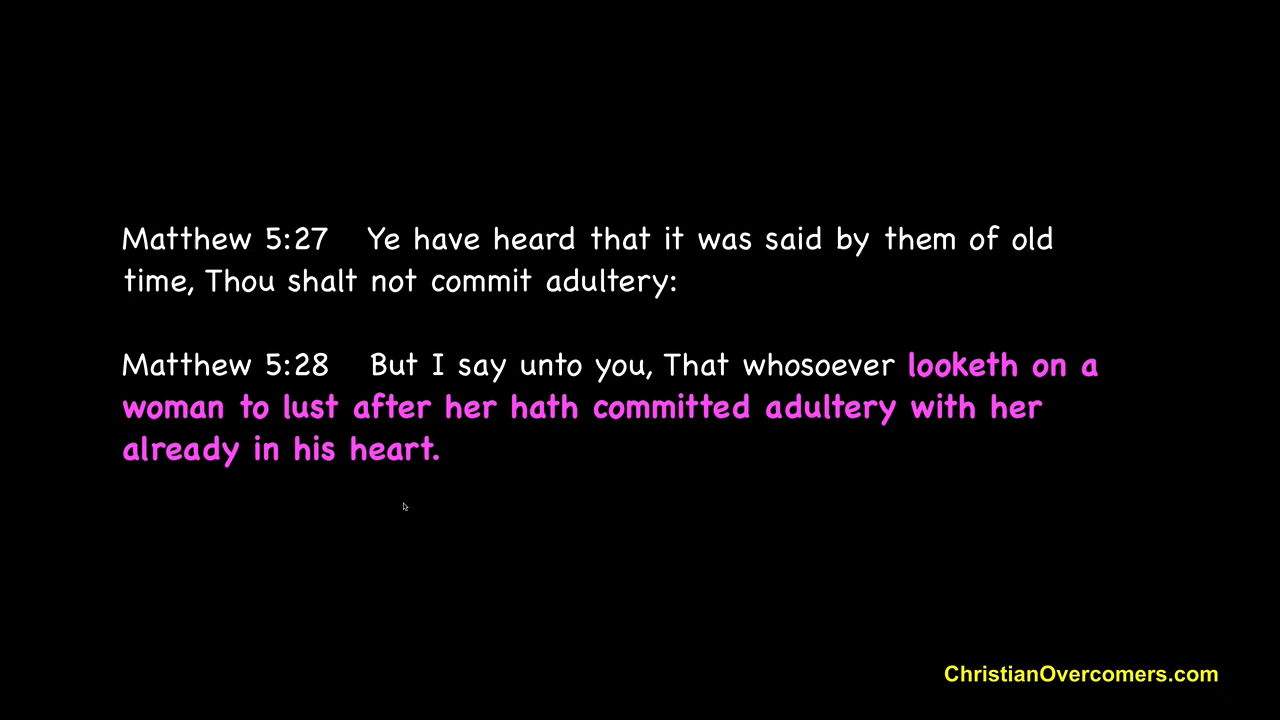 Matthew 5:27 Ye have heard that it was said by them of old
time, Thou shalt not commit adultery:
Matthew 5:28 But I say unto you, That whosoever looketh on a
woman to lust after her hath committed adultery with her
already in his heart.
ChristianOvercomers.com